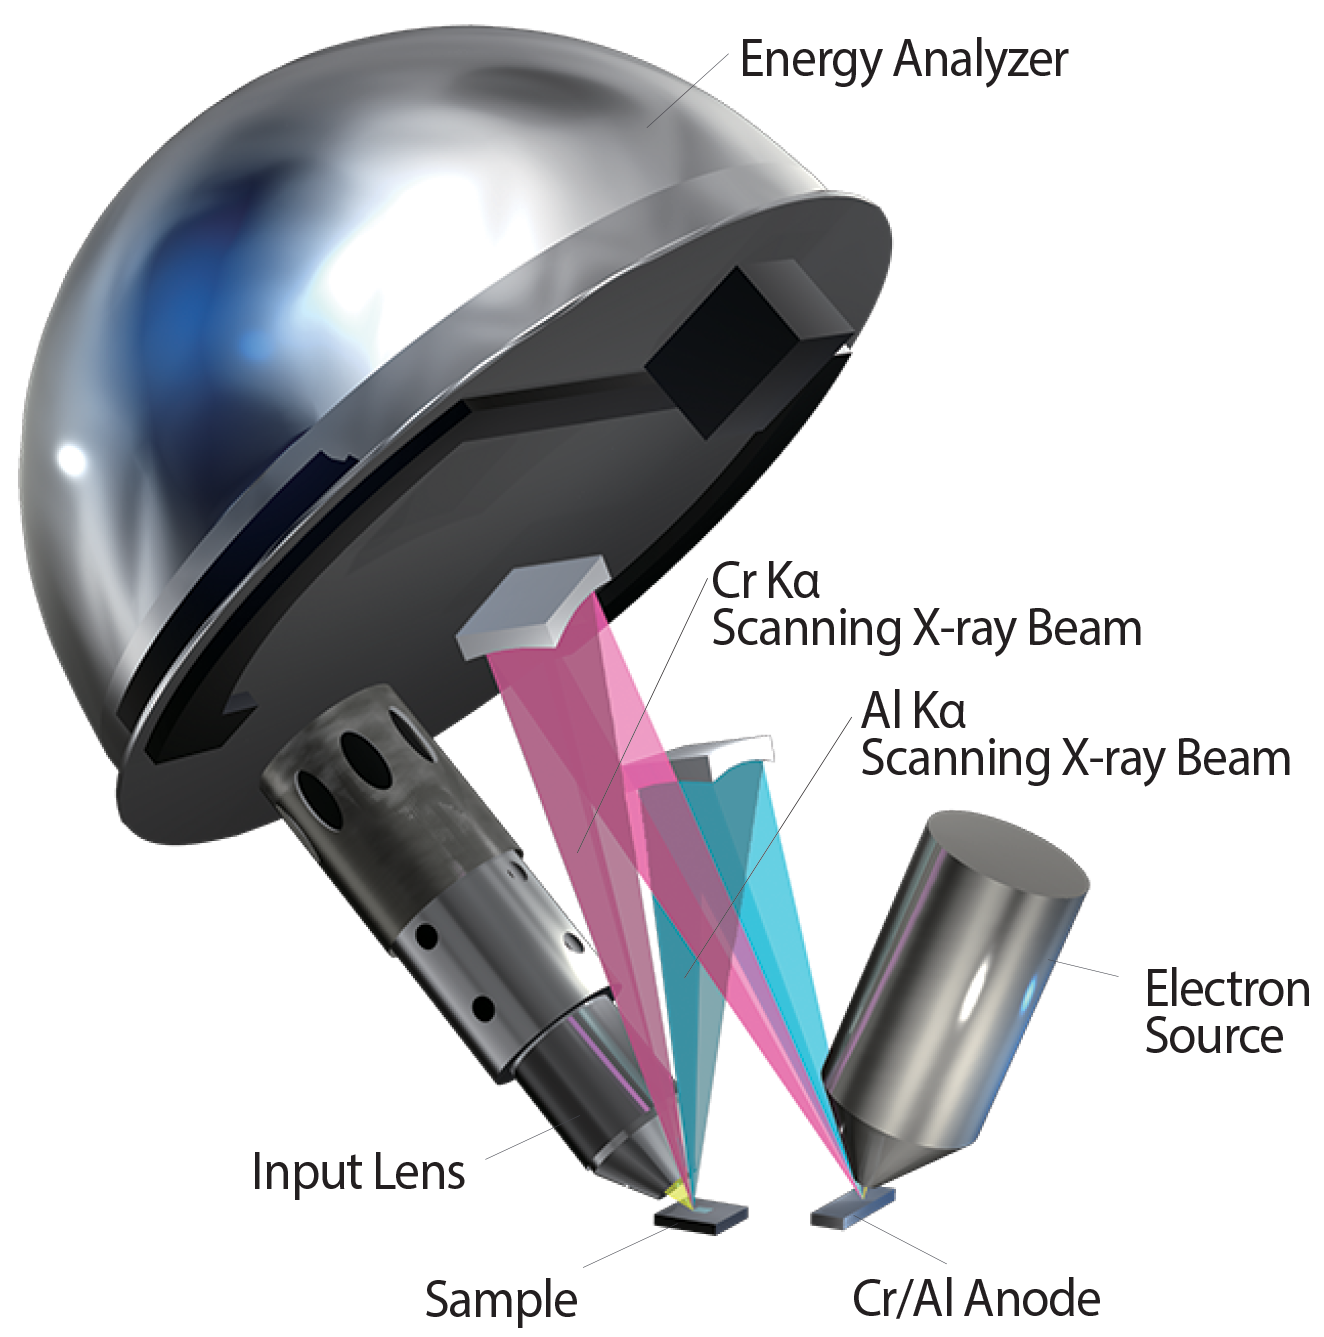 Energy Analyzer
Cr Kα
Scanning X-ray Beam
Al Kα
Scanning X-ray Beam
Electron
Source
Input Lens
Sample
Cr/Al Anode